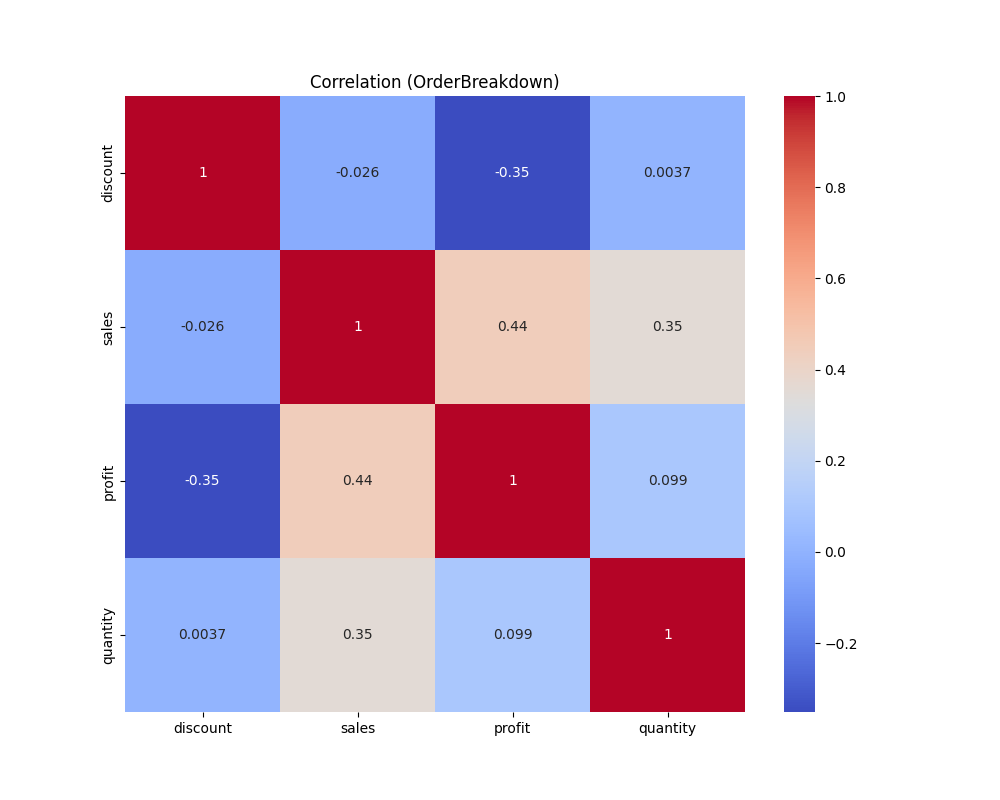 Correlation (OrderBreakdown)
discount
1
-0.026
-0.35
0.0037
sales
-0.026
1
0.44
0.35
profit
-0.35
0.44
1
0.099
quantity
0.0037
0.35
0.099
1
discount
sales
profit
quantity
1.0
0.8
0.6
0.4
0.2
0.0
−0.2